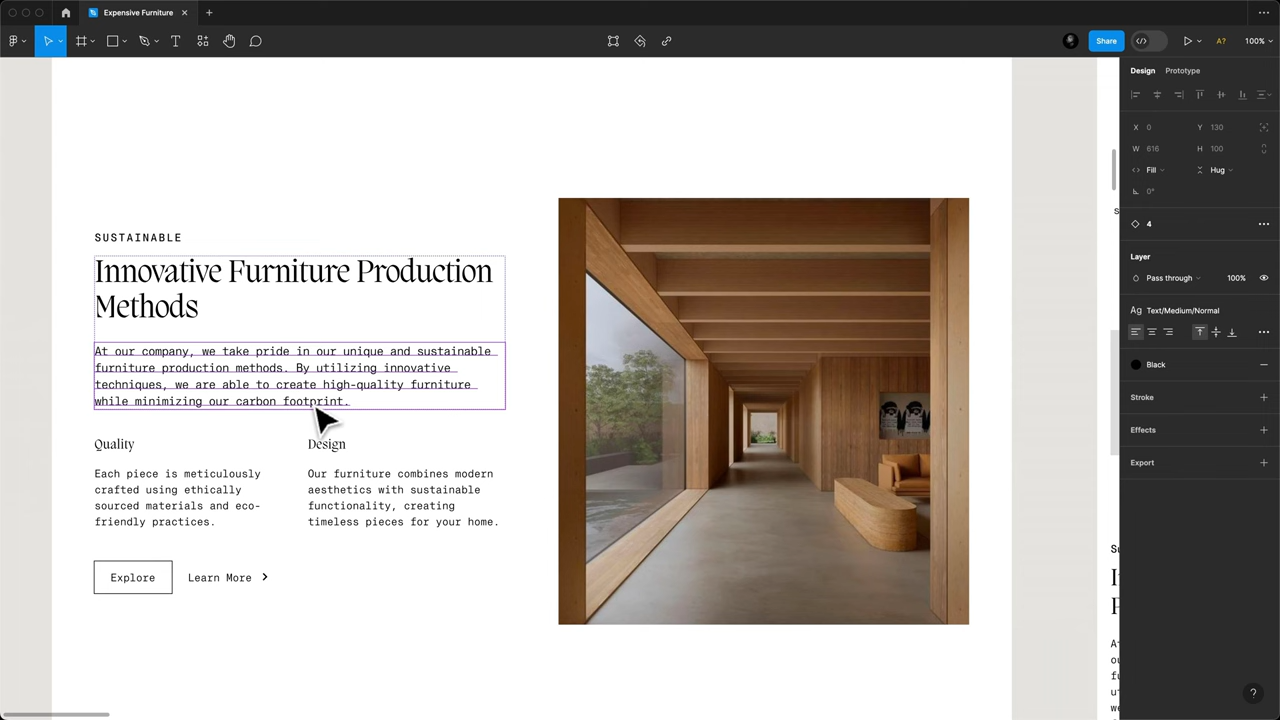 Expensive Furniture
Share
A?
100%
Design Prototype
X 0 Y 130
W 616 H 100
Fill Hug
0°
4
Layer
Pass through 100%
Ag Text/Medium/Normal
Black
Stroke
Effects
Export
SUSTAINABLE
Innovative Furniture Production
Methods
At our company, we take pride in our unique and sustainable
furniture production methods. By utilizing innovative
techniques, we are able to create high-quality furniture
while minimizing our carbon footprint.
Quality
Each piece is meticulously
crafted using ethically
sourced materials and eco-
friendly practices.
Design
Our furniture combines modern
aesthetics with sustainable
functionality, creating
timeless pieces for your home.
Explore Learn More
?